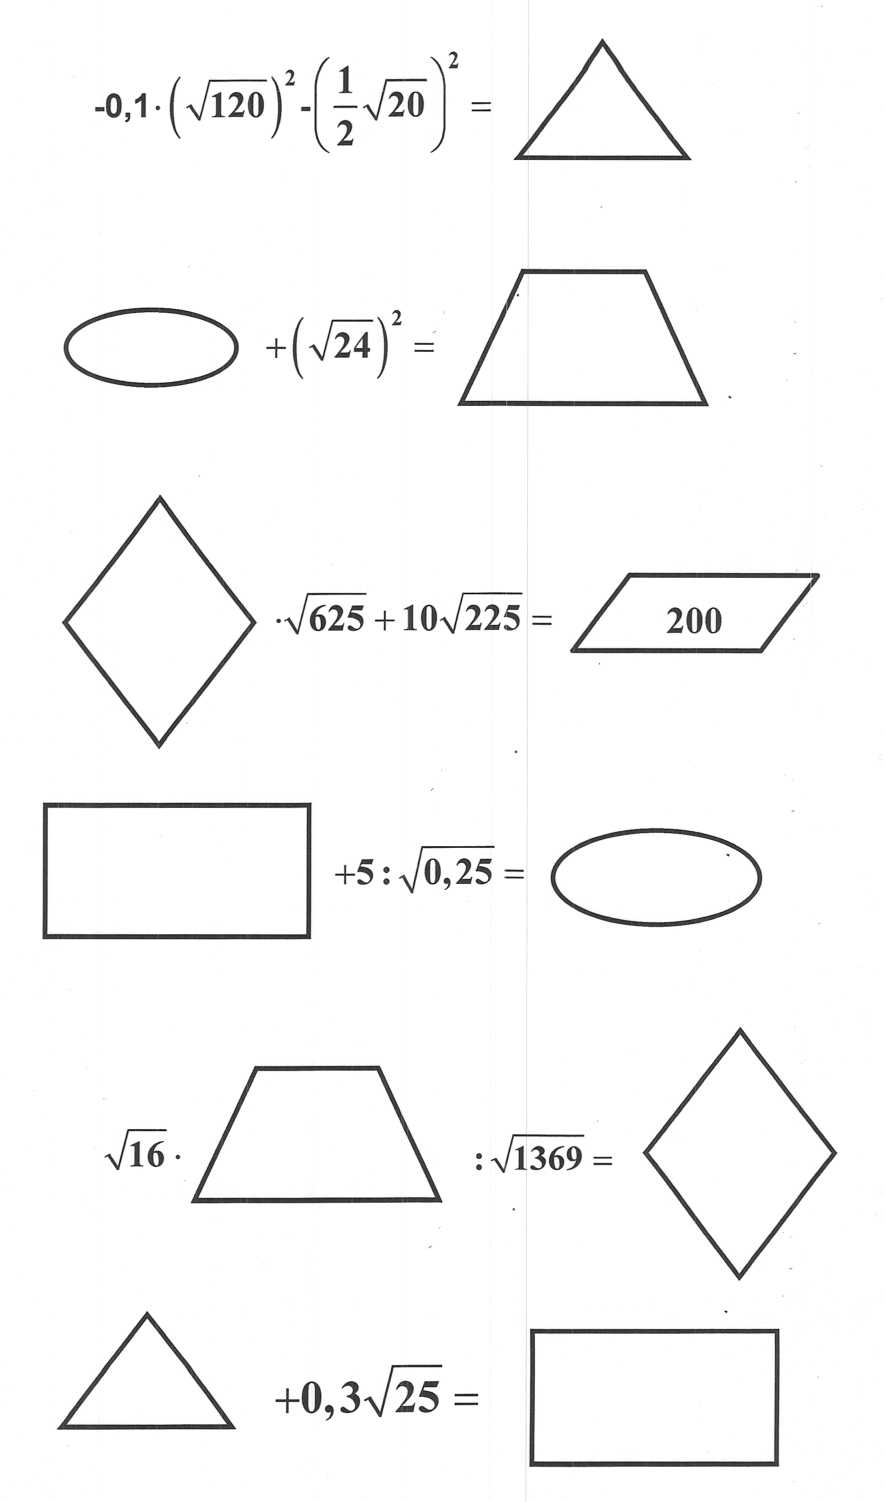 -0,1·(√120)²-(1/2 √20)² =
+(√24)² =
·√625 + 10√225 = 200
+5 : √0,25 =
√16 · : √1369 =
+0,3√25 =